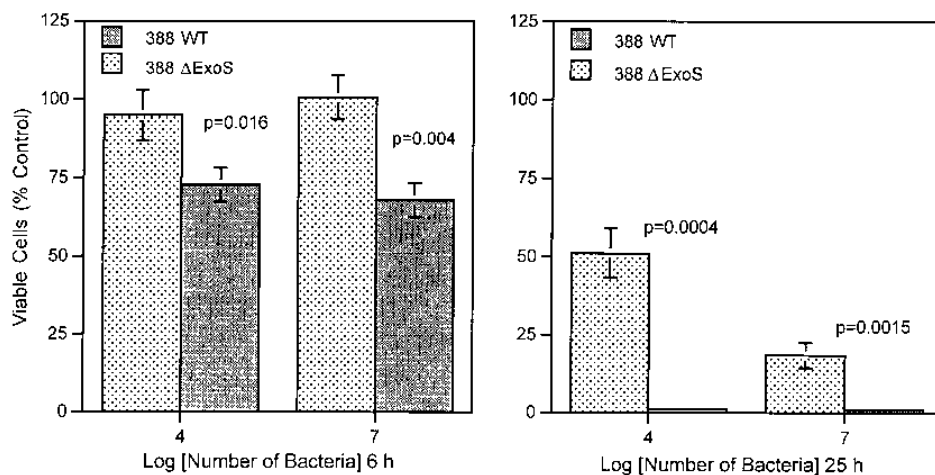 125
388 WT
388 ΔExoS
100
p=0.016
p=0.004
75
50
25
0
4
7
Viable Cells (% Control)
Log [Number of Bacteria] 6 h
125
388 WT
388 ΔExoS
100
75
p=0.0004
50
25
p=0.0015
0
4
7
Log [Number of Bacteria] 25 h